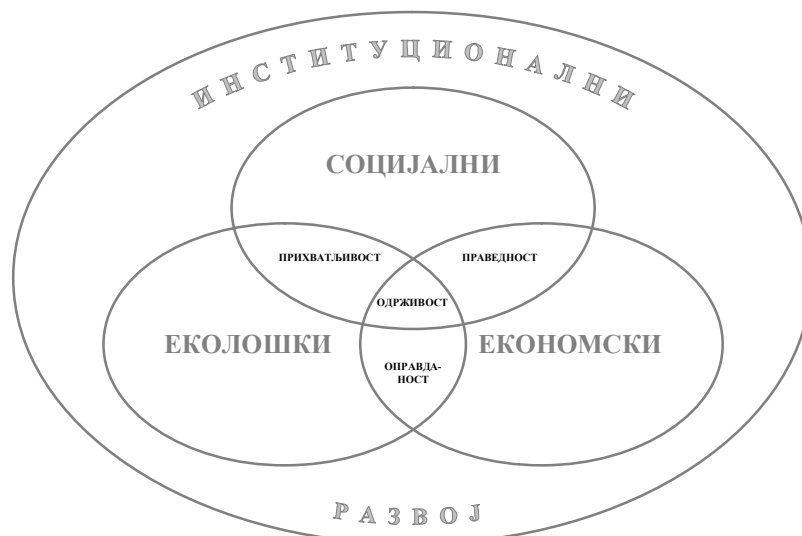 ИНСТИТУЦИОНАЛНИ
СОЦИЈАЛНИ
ПРИХВАТЉИВОСТ
ПРАВЕДНОСТ
ОДРЖИВОСТ
ЕКОЛОШКИ
ЕКОНОМСКИ
ОПРАВДА-
НОСТ
РАЗВОЈ